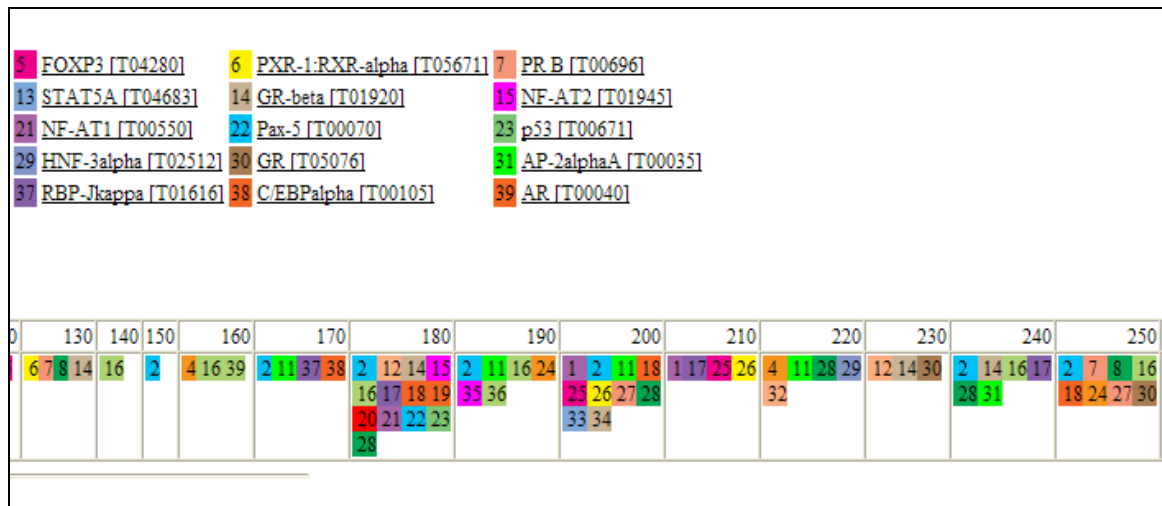 5 FOXP3 [T04280] 6 PXR-1:RXR-alpha [T05671] 7 PR B [T00696]
13 STAT5A [T04683] 14 GR-beta [T01920] 15 NF-AT2 [T01945]
21 NF-AT1 [T00550] 22 Pax-5 [T00070] 23 p53 [T00671]
29 HNF-3alpha [T02512] 30 GR [T05076] 31 AP-2alphaA [T00035]
37 RBP-Jkappa [T01616] 38 C/EBPalpha [T00105] 39 AR [T00040]
0 130 140 150 160 170 180 190 200 210 220 230 240 250
6 7 8 14 16 2 4 16 39 2 11 37 38 2 12 14 15 2 11 16 24 1 2 11 18 1 17 25 26 4 11 28 29 12 14 30 2 14 16 17 2 7 8 16
16 17 18 19 35 36 25 26 27 28 32 28 31 18 24 27 30
20 21 22 23 33 34
28